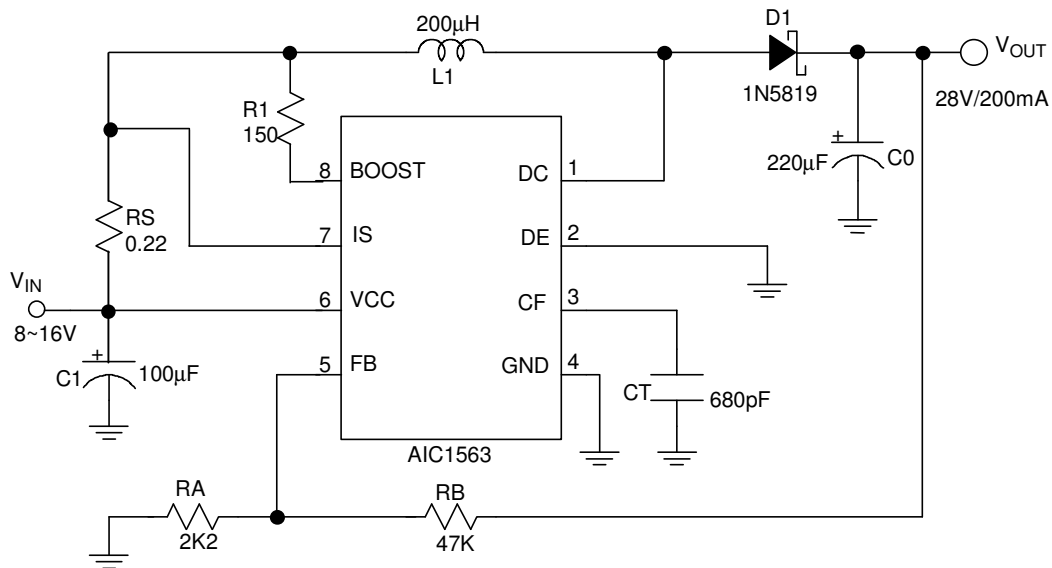 D1
200µH
V_OUT
L1
1N5819
28V/200mA
R1
150
8
BOOST
DC
1
220µF
C0
RS
0.22
7
IS
DE
2
V_IN
6
VCC
CF
3
8~16V
5
FB
GND
4
C1
100µF
CT
680pF
AIC1563
RA
RB
2K2
47K
+
+